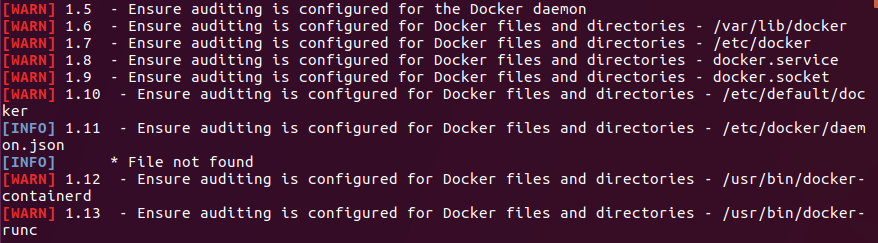 [WARN] 1.5  - Ensure auditing is configured for the Docker daemon
[WARN] 1.6  - Ensure auditing is configured for Docker files and directories - /var/lib/docker
[WARN] 1.7  - Ensure auditing is configured for Docker files and directories - /etc/docker
[WARN] 1.8  - Ensure auditing is configured for Docker files and directories - docker.service
[WARN] 1.9  - Ensure auditing is configured for Docker files and directories - docker.socket
[WARN] 1.10  - Ensure auditing is configured for Docker files and directories - /etc/default/doc
ker
[INFO] 1.11  - Ensure auditing is configured for Docker files and directories - /etc/docker/daem
on.json
[INFO]      * File not found
[WARN] 1.12  - Ensure auditing is configured for Docker files and directories - /usr/bin/docker-
containerd
[WARN] 1.13  - Ensure auditing is configured for Docker files and directories - /usr/bin/docker-
runc